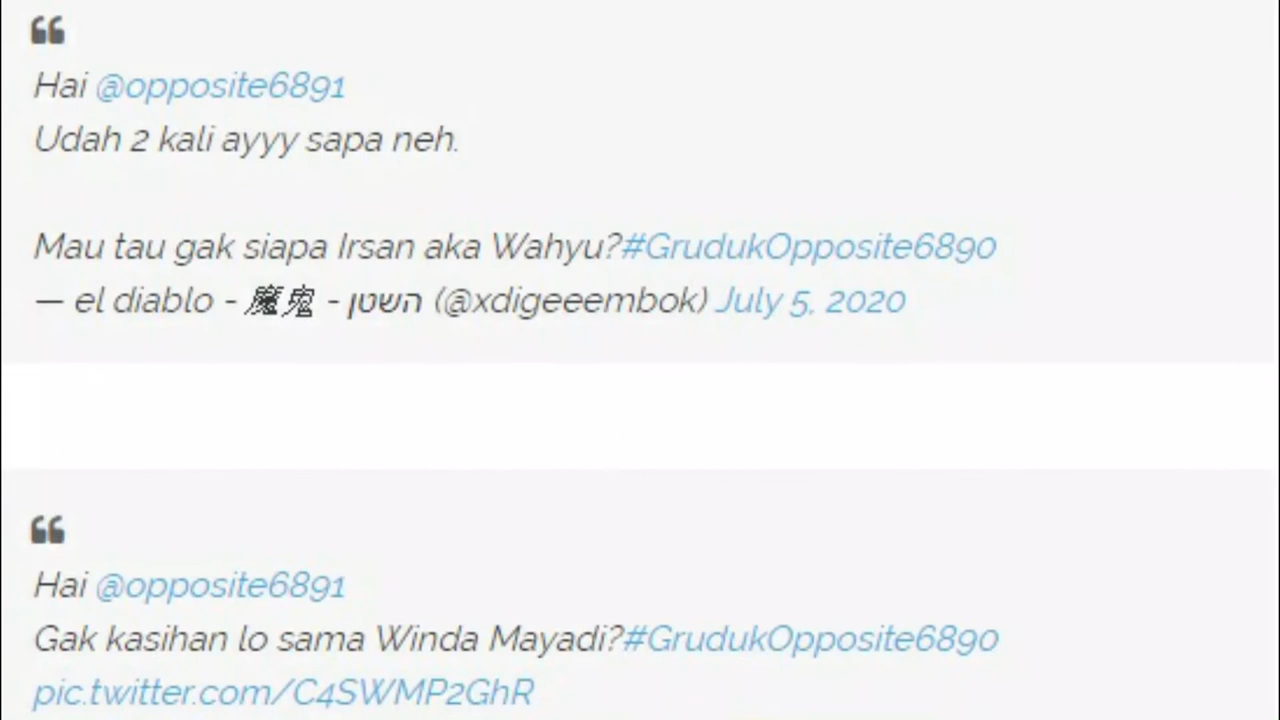 Hai @opposite6891
Udah 2 kali ayyy sapa neh.
Mau tau gak siapa Irsan aka Wahyu?#GrudukOpposite6890
— el diablo - 魔鬼 - השטן (@xdigeeembok) July 5, 2020
Hai @opposite6891
Gak kasihan lo sama Winda Mayadi?#GrudukOpposite6890
pic.twitter.com/C4SWMP2GhR